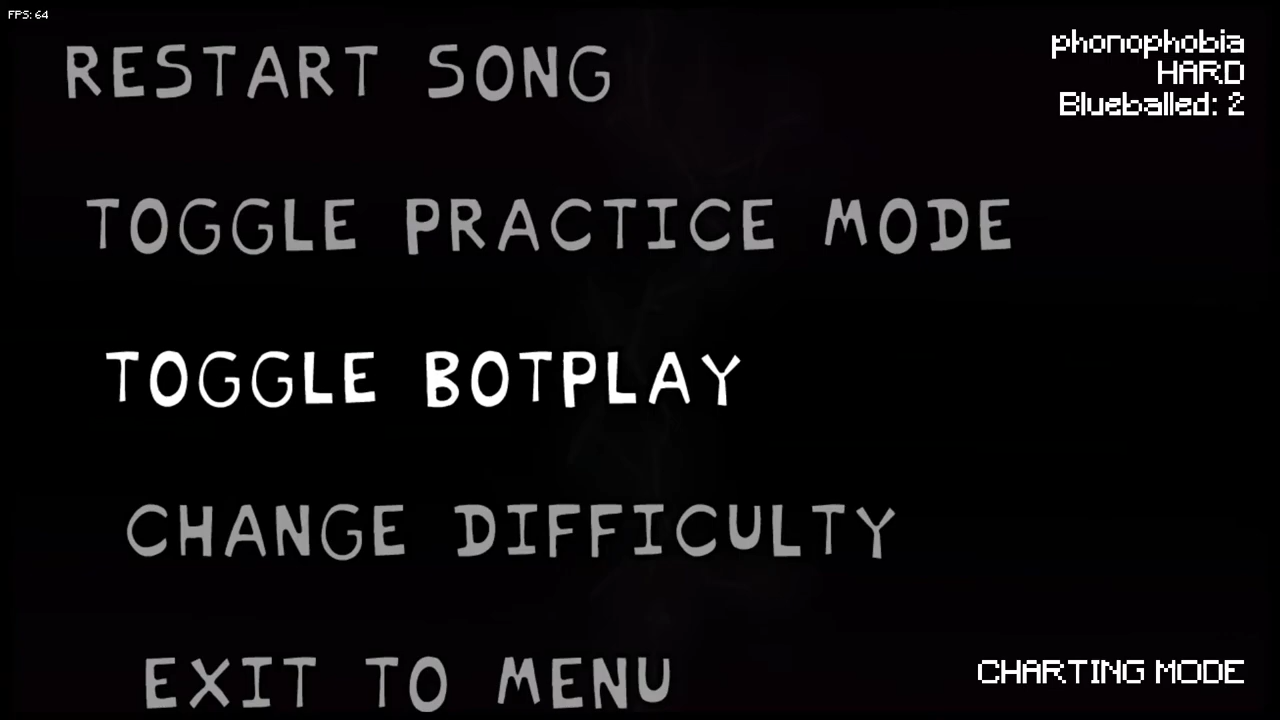 FPS: 64
RESTART SONG
phonophobia
HARD
Blueballed: 2
TOGGLE PRACTICE MODE
TOGGLE BOTPLAY
CHANGE DIFFICULTY
EXIT TO MENU
CHARTING MODE